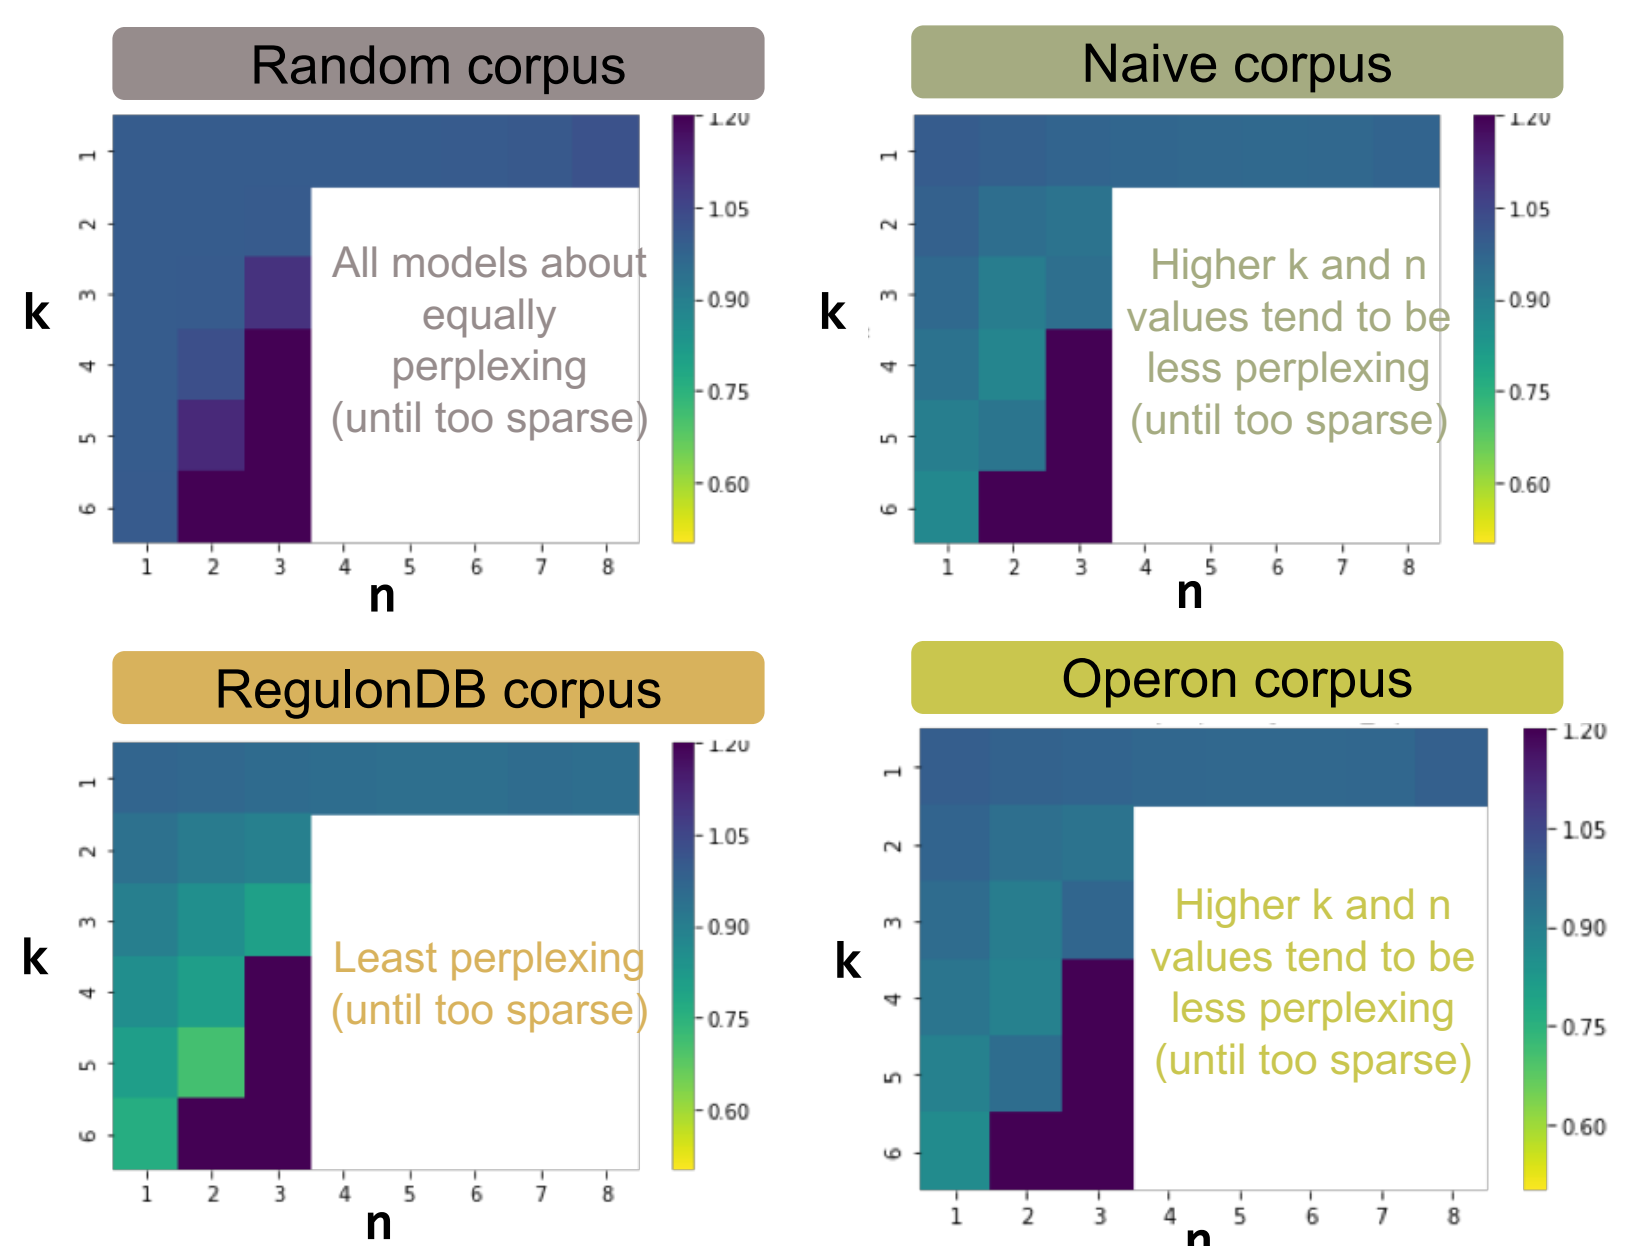 Random corpus
1.20
1.05
0.90
0.75
0.60
1
2
3
4
5
6
k
All models about
equally
perplexing
(until too sparse)
1 2 3 4 5 6 7 8
n
Naive corpus
1.20
1.05
0.90
0.75
0.60
1
2
3
4
5
6
k
Higher k and n
values tend to be
less perplexing
(until too sparse)
1 2 3 4 5 6 7 8
n
RegulonDB corpus
1.20
1.05
0.90
0.75
0.60
1
2
3
4
5
6
k
Least perplexing
(until too sparse)
1 2 3 4 5 6 7 8
n
Operon corpus
1.20
1.05
0.90
0.75
0.60
1
2
3
4
5
6
k
Higher k and n
values tend to be
less perplexing
(until too sparse)
1 2 3 4 5 6 7 8
n